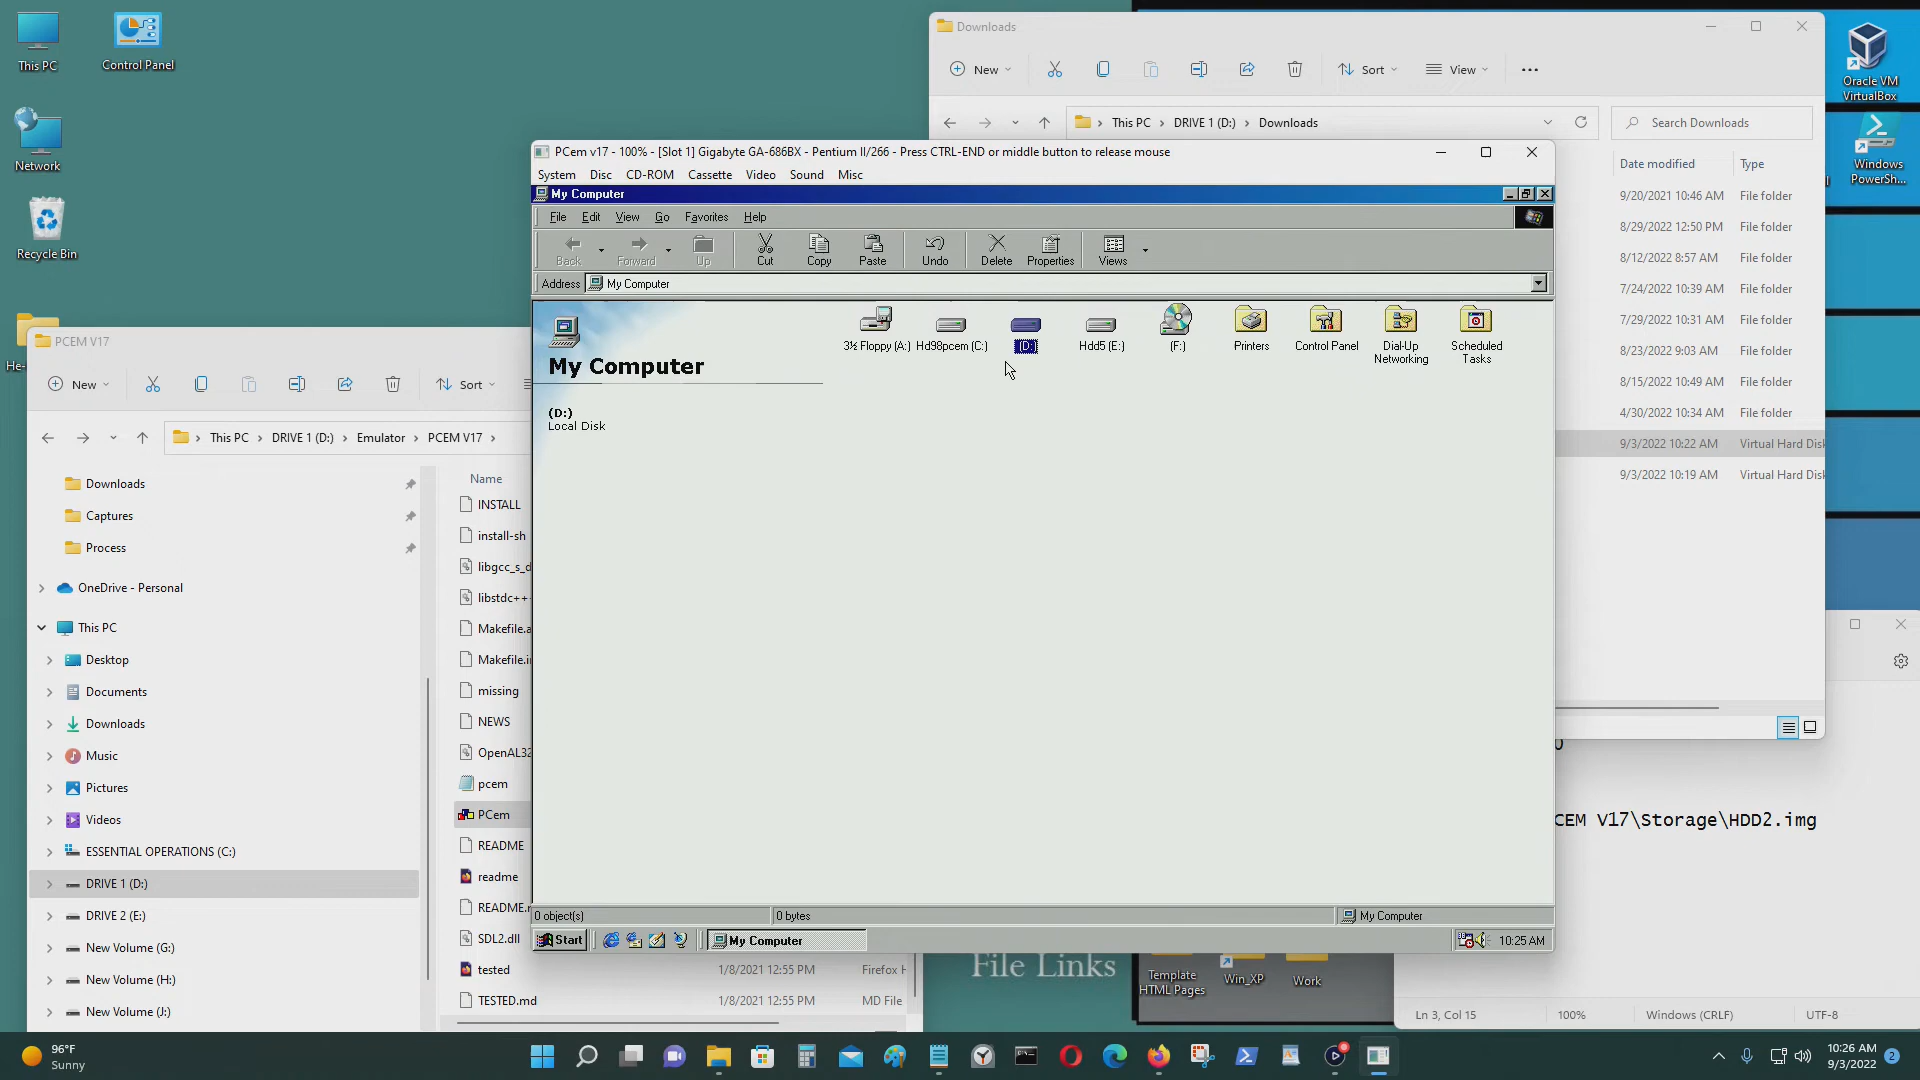 This PC
Control Panel
Network
Recycle Bin
He-
Downloads
New
Sort
View
This PC
DRIVE 1 (D:)
Downloads
Search Downloads
Date modified
Type
9/20/2021 10:46 AM
File folder
8/29/2022 12:50 PM
File folder
8/12/2022 8:57 AM
File folder
7/24/2022 10:39 AM
File folder
7/29/2022 10:31 AM
File folder
8/23/2022 9:03 AM
File folder
8/15/2022 10:49 AM
File folder
4/30/2022 10:34 AM
File folder
9/3/2022 10:22 AM
Virtual Hard Disk
9/3/2022 10:19 AM
Virtual Hard Disk
Oracle VM
VirtualBox
Windows
PowerSh...
PCem v17 - 100% - [Slot 1] Gigabyte GA-686BX - Pentium II/266 - Press CTRL-END or middle button to release mouse
System
Disc
CD-ROM
Cassette
Video
Sound
Misc
My Computer
File
Edit
View
Go
Favorites
Help
Back
Forward
Up
Cut
Copy
Paste
Undo
Delete
Properties
Views
Address
My Computer
My Computer
(D:)
Local Disk
3½ Floppy (A:)
Hd98pcem (C:)
(D:)
Hdd5 (E:)
(F:)
Printers
Control Panel
Dial-Up
Networking
Scheduled
Tasks
0 object(s)
0 bytes
My Computer
Start
My Computer
10:25 AM
PCEM V17
New
Sort
This PC
DRIVE 1 (D:)
Emulator
PCEM V17
Downloads
Captures
Process
OneDrive - Personal
This PC
Desktop
Documents
Downloads
Music
Pictures
Videos
ESSENTIAL OPERATIONS (C:)
DRIVE 1 (D:)
DRIVE 2 (E:)
New Volume (G:)
New Volume (H:)
New Volume (J:)
Name
INSTALL
install-sh
libgcc_s_d
libstdc++
Makefile.a
Makefile.i
missing
NEWS
OpenAL32
pcem
PCem
README
readme
README.
SDL2.dll
tested
1/8/2021 12:55 PM
Firefox H
TESTED.md
1/8/2021 12:55 PM
MD File
CEM V17\Storage\HDD2.img
Ln 3, Col 15
100%
Windows (CRLF)
UTF-8
File Links
Template
HTML Pages
Win_XP
Work
96°F
Sunny
10:26 AM
9/3/2022
2